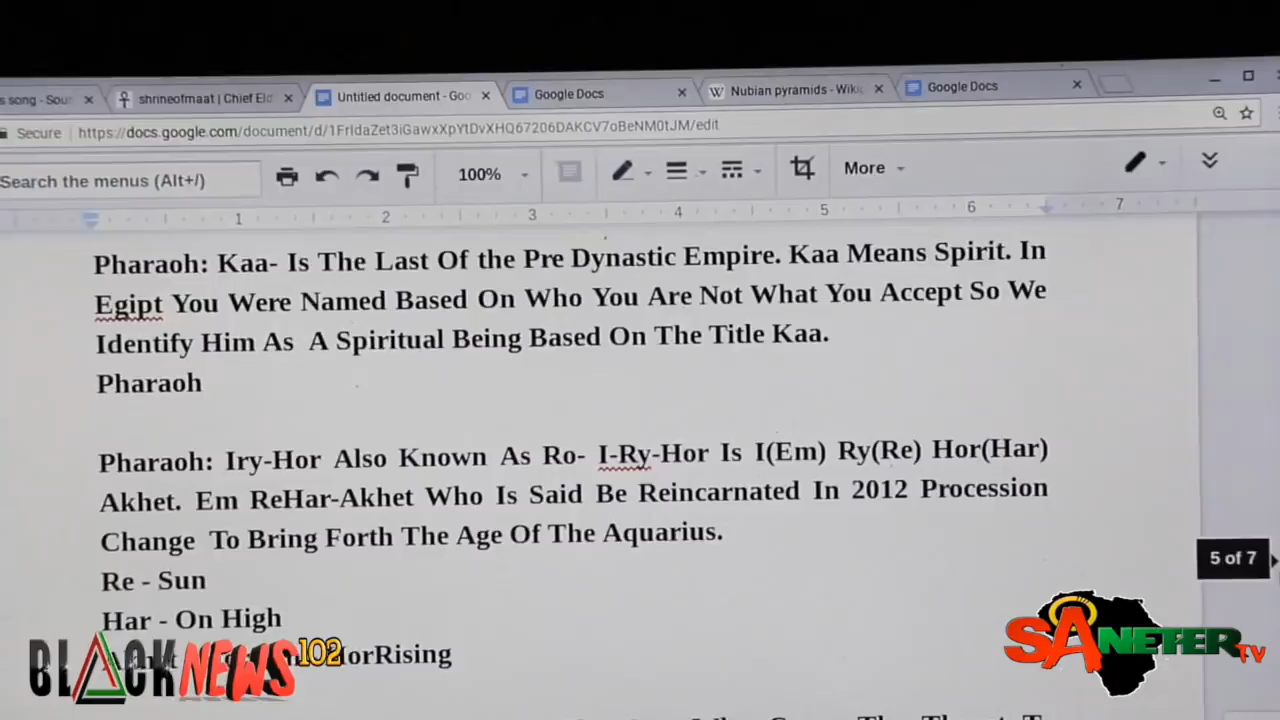 s song - Sou
shrineofmaat | Chief Elo
Untitled document - Goo
Google Docs
Nubian pyramids - Wiki
Google Docs
Secure
https://docs.google.com/document/d/1FrIdaZet3iGawxXpYtDvXHQ67206DAKCV7oBeNM0tJM/edit
Search the menus (Alt+/)
100%
More
1 2 3 4 5 6 7
Pharaoh: Kaa- Is The Last Of the Pre Dynastic Empire. Kaa Means Spirit. In
Egipt You Were Named Based On Who You Are Not What You Accept So We
Identify Him As A Spiritual Being Based On The Title Kaa.
Pharaoh
Pharaoh: Iry-Hor Also Known As Ro- I-Ry-Hor Is I(Em) Ry(Re) Hor(Har)
Akhet. Em ReHar-Akhet Who Is Said Be Reincarnated In 2012 Procession
Change To Bring Forth The Age Of The Aquarius.
Re - Sun
Har - On High
orRising
5 of 7
BLACK NEWS 102
SANETER TV